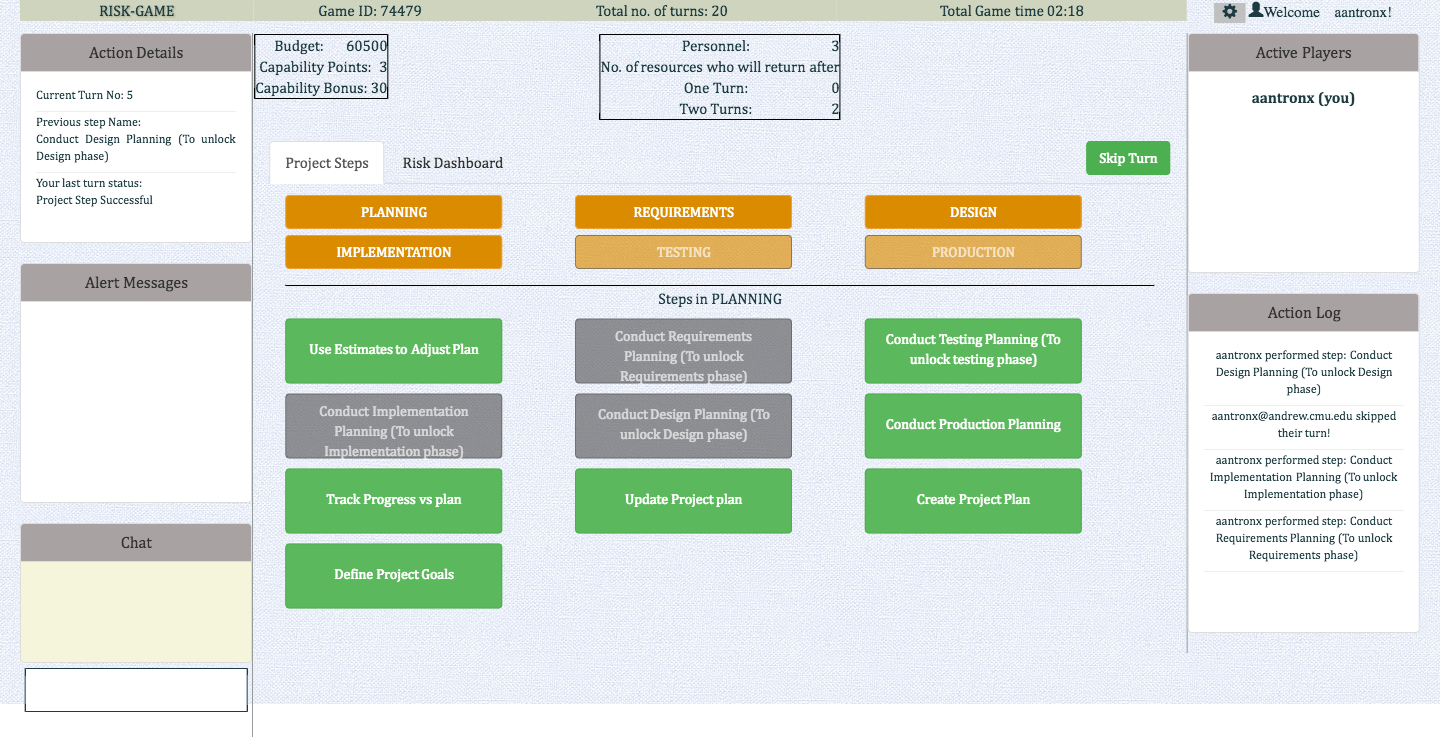 RISK-GAME
Game ID: 74479
Total no. of turns: 20
Total Game time 02:18
Welcome aantronx!
Action Details
Current Turn No: 5
Previous step Name:
Conduct Design Planning (To unlock
Design phase)
Your last turn status:
Project Step Successful
Alert Messages
Chat
Budget: 60500
Capability Points: 3
Capability Bonus: 30
Personnel: 3
No. of resources who will return after
One Turn: 0
Two Turns: 2
Project Steps
Risk Dashboard
Skip Turn
PLANNING
REQUIREMENTS
DESIGN
IMPLEMENTATION
TESTING
PRODUCTION
Steps in PLANNING
Use Estimates to Adjust Plan
Conduct Requirements
Planning (To unlock
Requirements phase)
Conduct Testing Planning (To
unlock testing phase)
Conduct Implementation
Planning (To unlock
Implementation phase)
Conduct Design Planning (To
unlock Design phase)
Conduct Production Planning
Track Progress vs plan
Update Project plan
Create Project Plan
Define Project Goals
Active Players
aantronx (you)
Action Log
aantronx performed step: Conduct
Design Planning (To unlock Design
phase)
aantronx@andrew.cmu.edu skipped
their turn!
aantronx performed step: Conduct
Implementation Planning (To unlock
Implementation phase)
aantronx performed step: Conduct
Requirements Planning (To unlock
Requirements phase)